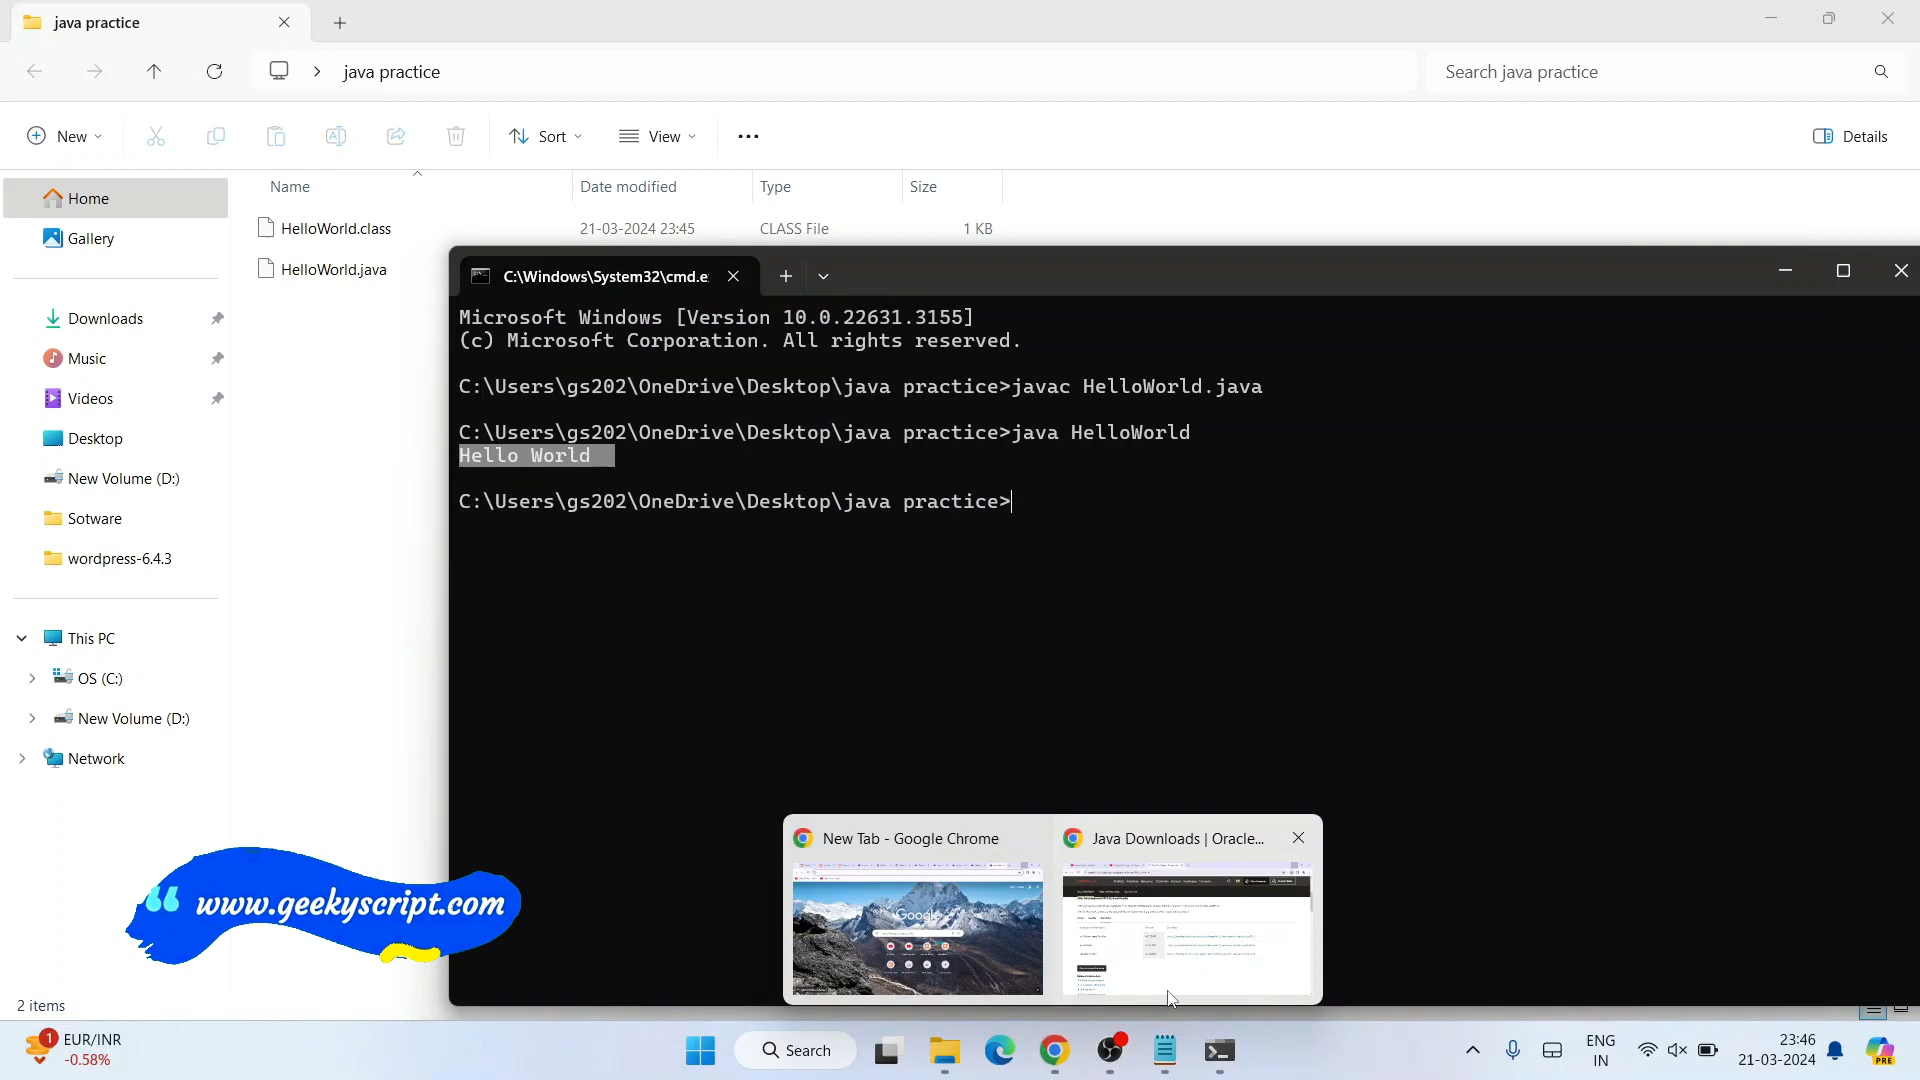 java practice
java practice
Search java practice
New
Sort
View
Details
Name
Date modified
Type
Size
Home
HelloWorld.class
21-03-2024 23:45
CLASS File
1 KB
Gallery
HelloWorld.java
C:\Windows\System32\cmd.e
Microsoft Windows [Version 10.0.22631.3155]
(c) Microsoft Corporation. All rights reserved.
C:\Users\gs202\OneDrive\Desktop\java practice>javac HelloWorld.java
C:\Users\gs202\OneDrive\Desktop\java practice>java HelloWorld
Hello World
C:\Users\gs202\OneDrive\Desktop\java practice>
Downloads
Music
Videos
Desktop
New Volume (D:)
Sotware
wordpress-6.4.3
This PC
OS (C:)
New Volume (D:)
Network
New Tab - Google Chrome
Java Downloads | Oracle...
Google
www.geekyscript.com
2 items
1
EUR/INR
-0.58%
Search
ENG
IN
23:46
21-03-2024
PRE